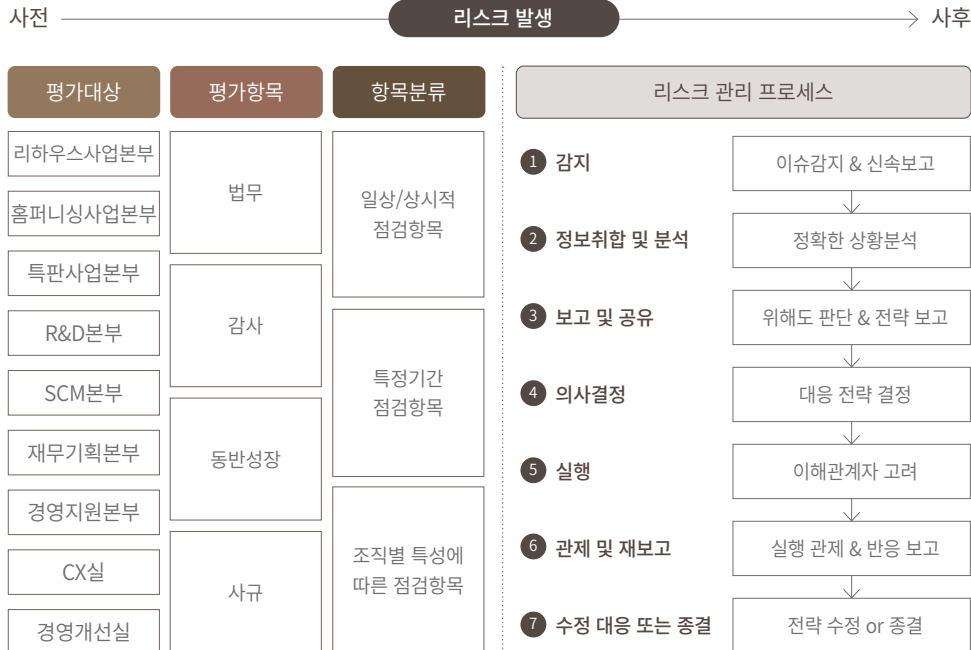 사전
리스크 발생
사후
평가대상
리하우스사업본부
홈퍼니싱사업본부
특판사업본부
R&D본부
SCM본부
재무기획본부
경영지원본부
CX실
경영개선실
평가항목
법무
감사
동반성장
사규
항목분류
일상/상시적
점검항목
특정기간
점검항목
조직별 특성에
따른 점검항목
리스크 관리 프로세스
1 감지
이슈감지 & 신속보고
2 정보취합 및 분석
정확한 상황분석
3 보고 및 공유
위해도 판단 & 전략 보고
4 의사결정
대응 전략 결정
5 실행
이해관계자 고려
6 관제 및 재보고
실행 관제 & 반응 보고
7 수정 대응 또는 종결
전략 수정 or 종결